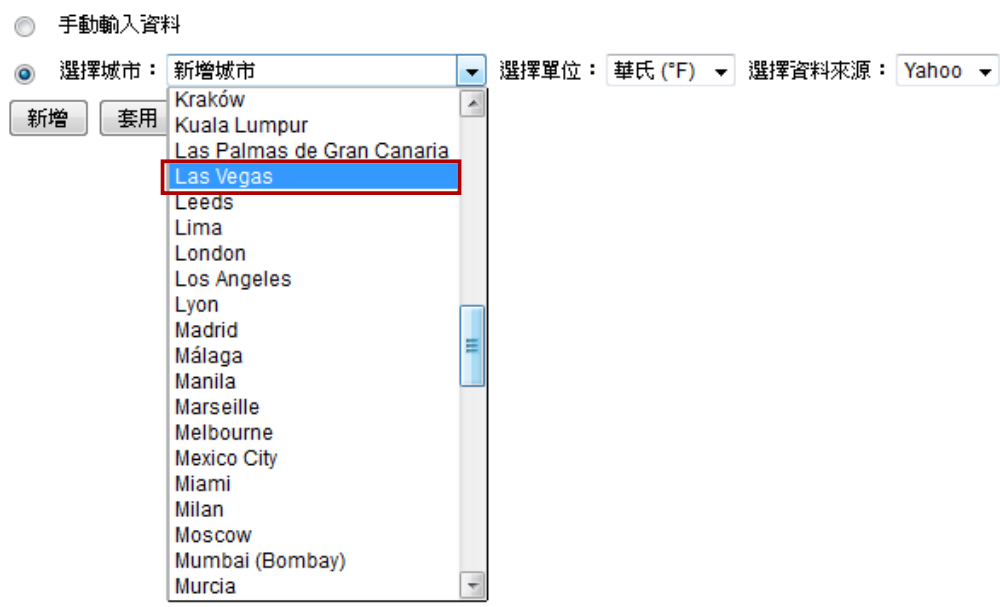 手動輸入資料
選擇城市： 新增城市 選擇單位： 華氏 (°F) 選擇資料來源： Yahoo
新增 套用
Kraków
Kuala Lumpur
Las Palmas de Gran Canaria
Las Vegas
Leeds
Lima
London
Los Angeles
Lyon
Madrid
Málaga
Manila
Marseille
Melbourne
Mexico City
Miami
Milan
Moscow
Mumbai (Bombay)
Murcia